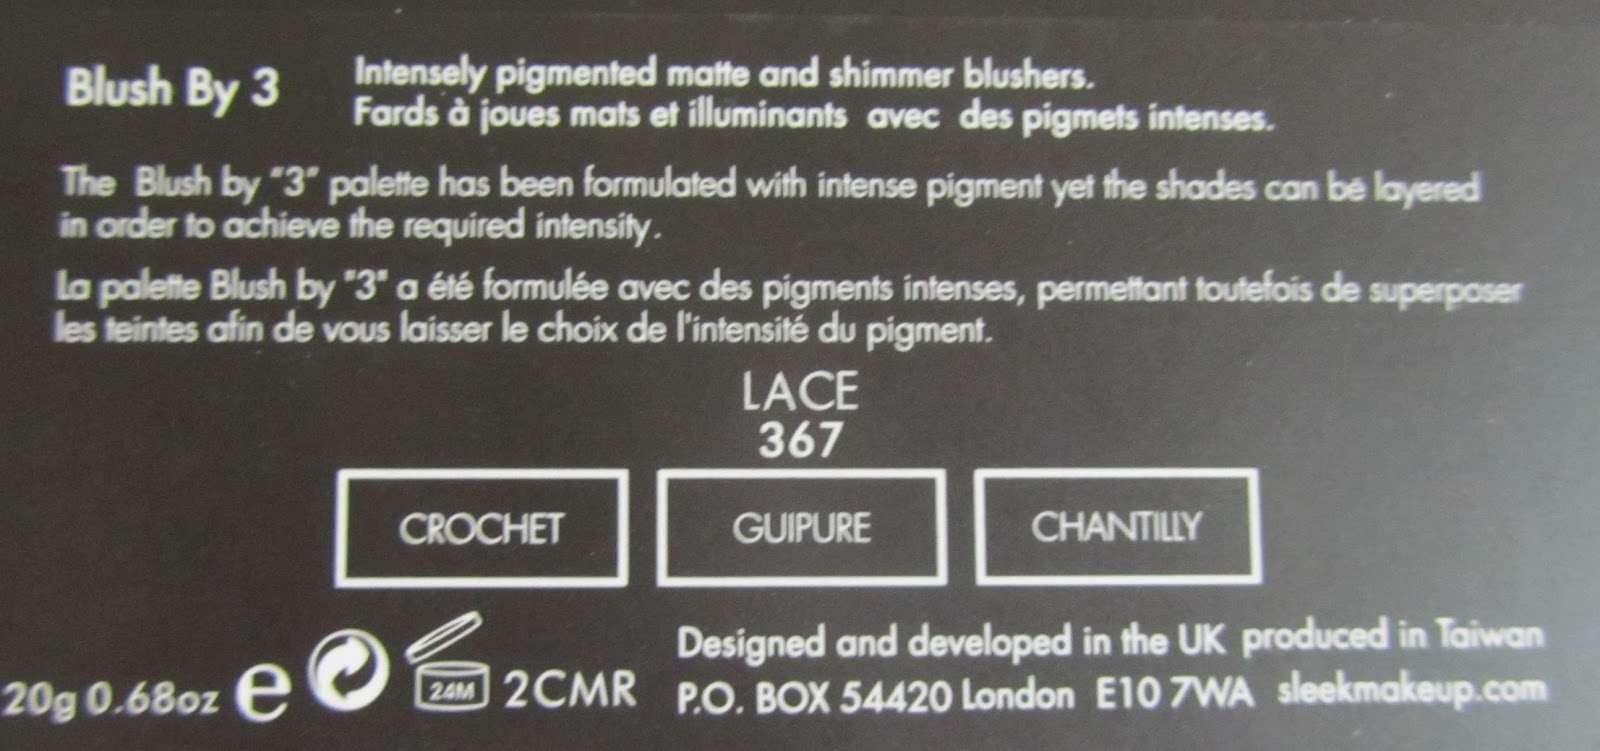 Blush By 3
Intensely pigmented matte and shimmer blushers.
Fards à joues mats et illuminants avec des pigmets intenses.
The Blush by "3" palette has been formulated with intense pigment yet the shades can be layered
in order to achieve the required intensity.
La palette Blush by "3" a été formulée avec des pigments intenses, permettant toutefois de superposer
les teintes afin de vous laisser le choix de l'intensité du pigment.
LACE
367
CROCHET GUIPURE CHANTILLY
20g 0.68oz e 24M 2CMR
Designed and developed in the UK produced in Taiwan
P.O. BOX 54420 London E10 7WA sleekmakeup.com